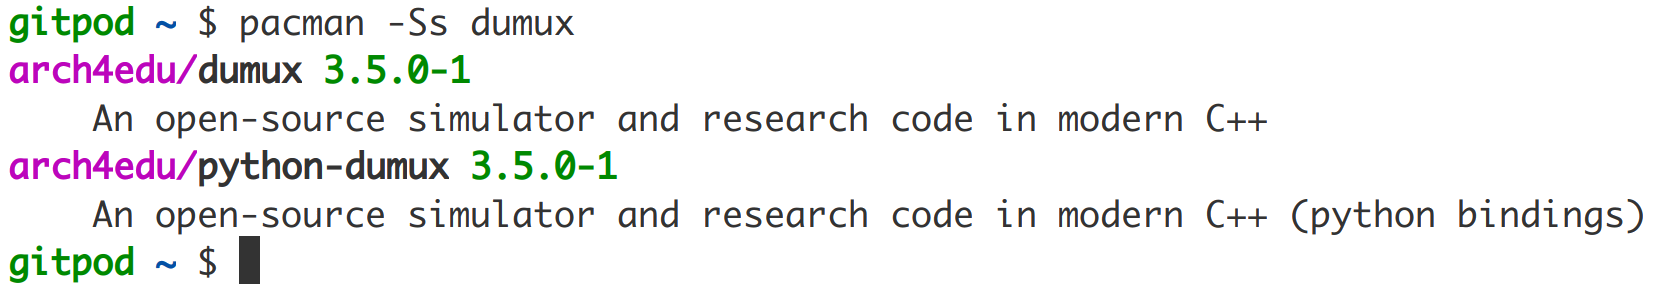 gitpod ~ $ pacman -Ss dumux
arch4edu/dumux 3.5.0-1
    An open-source simulator and research code in modern C++
arch4edu/python-dumux 3.5.0-1
    An open-source simulator and research code in modern C++ (python bindings)
gitpod ~ $